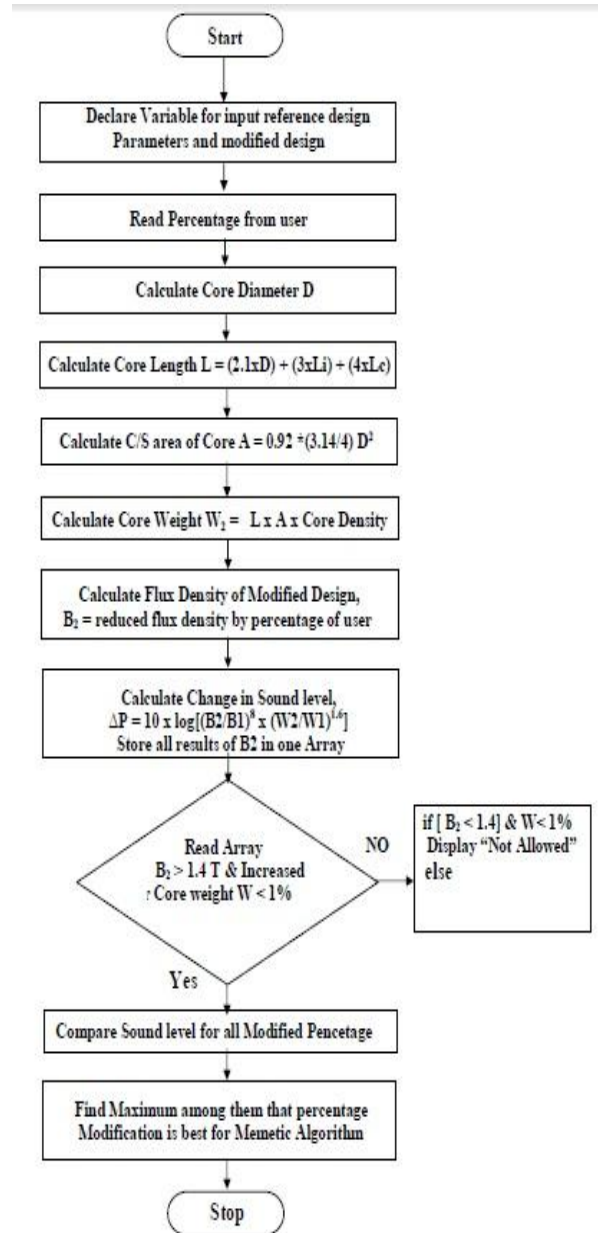 Start
Declare Variable for input reference design
Parameters and modified design
Read Percentage from user
Calculate Core Diameter D
Calculate Core Length L = (2.1xD) + (3xLi) + (4xLc)
Calculate C/S area of Core A = 0.92 *(3.14/4) D²
Calculate Core Weight W₂ = L x A x Core Density
Calculate Flux Density of Modified Design,
B₂ = reduced flux density by percentage of user
Calculate Change in Sound level,
ΔP = 10 x log[(B2/B1)⁸ x (W2/W1)¹·⁶]
Store all results of B2 in one Array
Read Array
B₂ > 1.4 T & Increased
Core weight W < 1%
NO
if [ B₂ < 1.4] & W< 1%
Display “Not Allowed”
else
Yes
Compare Sound level for all Modified Pencetage
Find Maximum among them that percentage
Modification is best for Memetic Algorithm
Stop